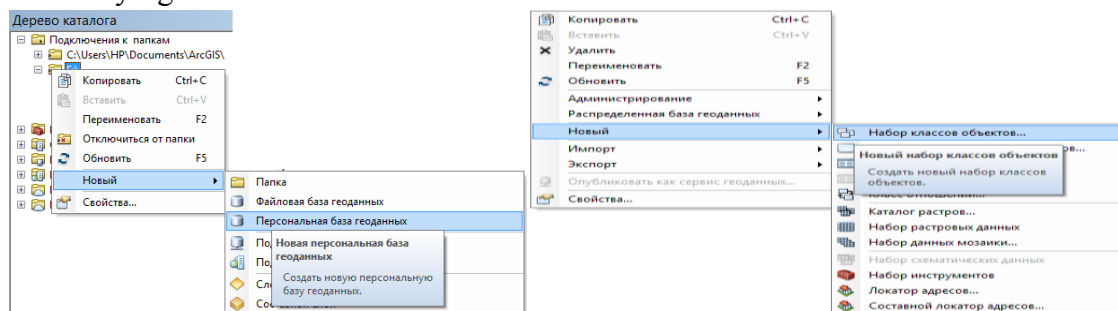 Дерево каталога
Подключения к папкам
C:\Users\HP\Documents\ArcGIS\
Копировать Ctrl+C
Вставить Ctrl+V
Переименовать F2
Отключиться от папки
Обновить F5
Новый
Свойства...
Папка
Файловая база геоданных
Персональная база геоданных
Новая персональная база
геоданных
Создать новую персональную
базу геоданных.
Копировать Ctrl+C
Вставить Ctrl+V
Удалить
Переименовать F2
Обновить F5
Администрирование
Распределенная база геоданных
Новый
Импорт
Экспорт
Опубликовать как сервис геоданных...
Свойства...
Набор классов объектов...
Новый набор классов объектов
Создать новый набор классов
объектов.
Каталог растров...
Набор растровых данных
Набор данных мозаики...
Набор схематических данных
Набор инструментов
Локатор адресов...
Составной локатор адресов...